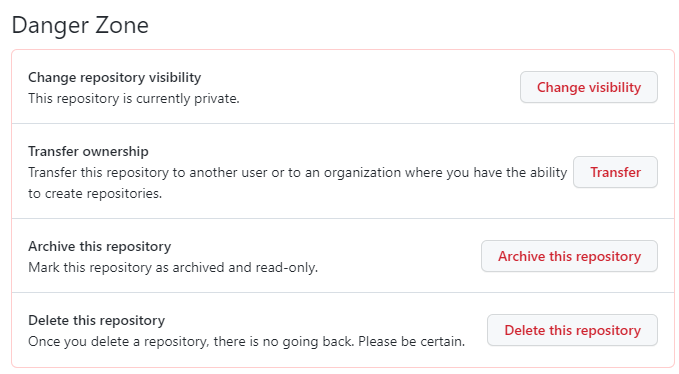 Danger Zone
Change repository visibility
This repository is currently private.
Change visibility
Transfer ownership
Transfer this repository to another user or to an organization where you have the ability
to create repositories.
Transfer
Archive this repository
Mark this repository as archived and read-only.
Archive this repository
Delete this repository
Once you delete a repository, there is no going back. Please be certain.
Delete this repository